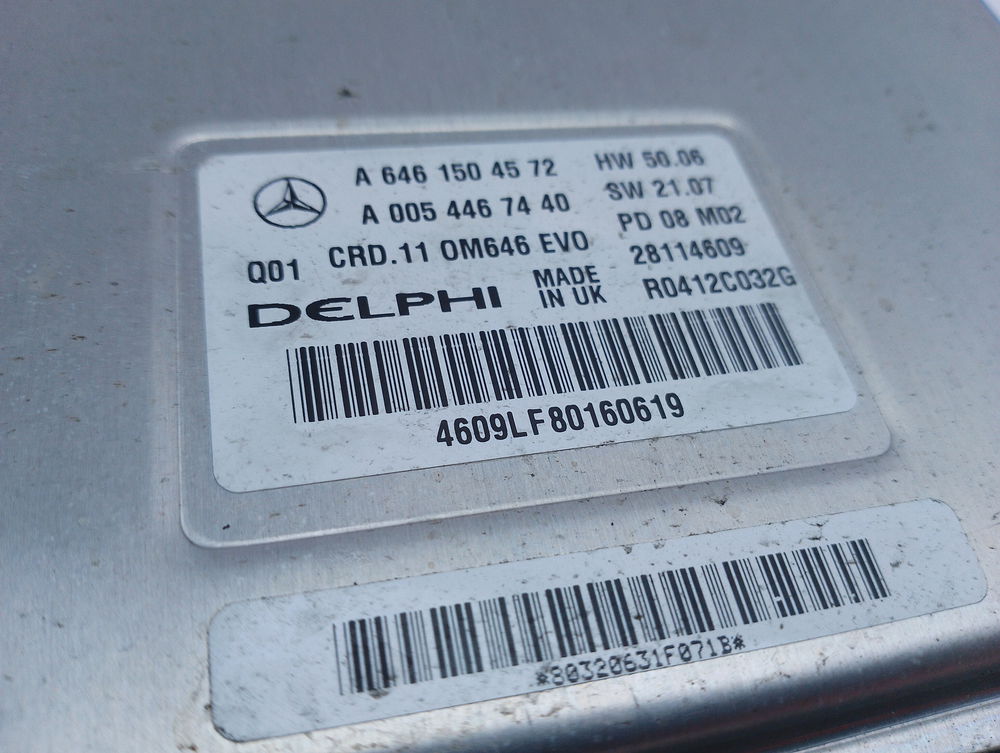 A 646 150 45 72 HW 50.06
A 005 446 74 40 SW 21.07
Q01 CRD.11 OM646 EVO PD 08 M02
28114609
DELPHI MADE IN UK R0412C032G
4609LF80160619
*80320631F071B*